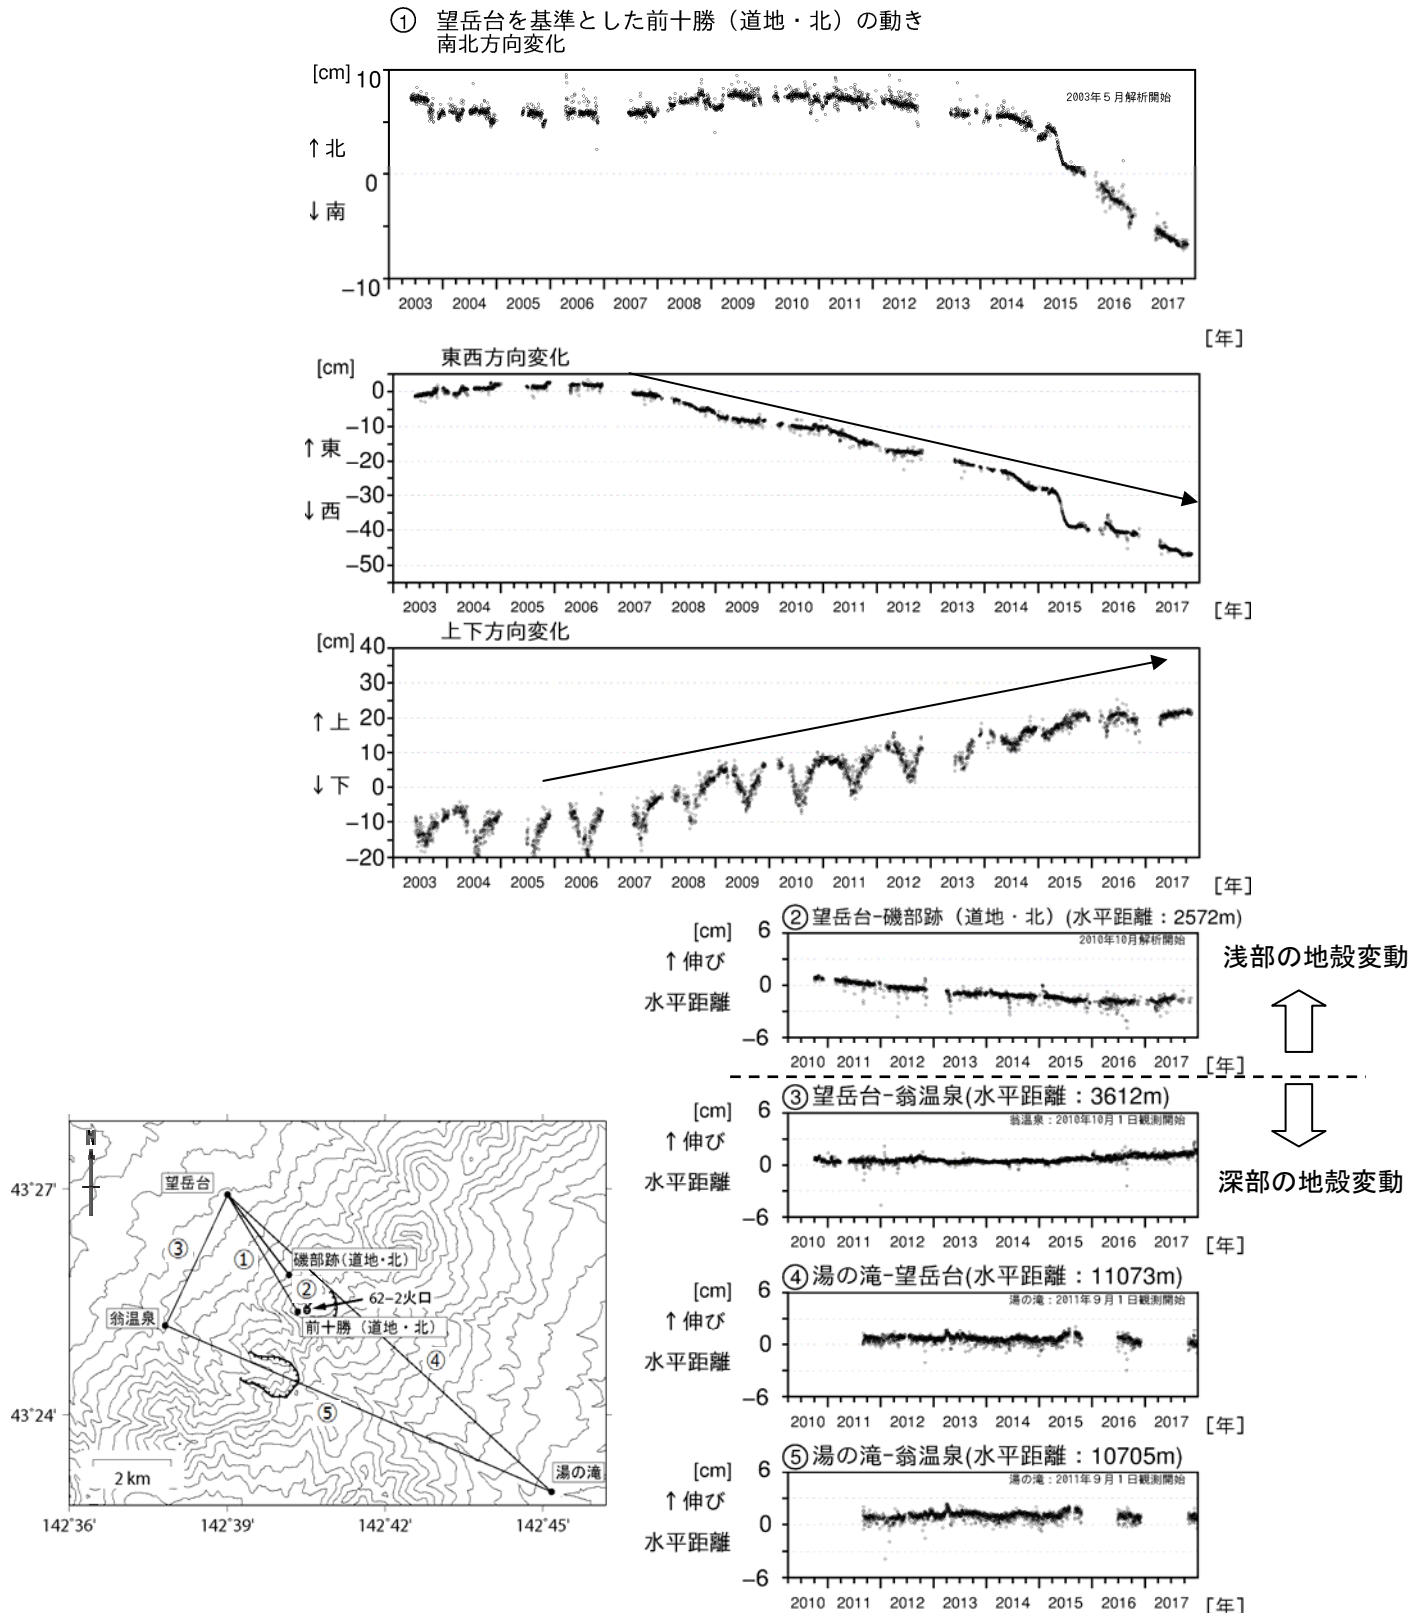 ① 望岳台を基準とした前十勝（道地・北）の動き
南北方向変化
[cm]
10
0
−10
↑北
↓南
2003年５月解析開始
2003 2004 2005 2006 2007 2008 2009 2010 2011 2012 2013 2014 2015 2016 2017
[年]
東西方向変化
[cm]
0
−10
−20
−30
−40
−50
↑東
↓西
2003 2004 2005 2006 2007 2008 2009 2010 2011 2012 2013 2014 2015 2016 2017
[年]
上下方向変化
[cm]
40
30
20
10
0
−10
−20
↑上
↓下
2003 2004 2005 2006 2007 2008 2009 2010 2011 2012 2013 2014 2015 2016 2017
[年]
②望岳台−磯部跡（道地・北）(水平距離：2572m)
[cm]
6
0
−6
↑伸び
水平距離
2010年10月解析開始
2010 2011 2012 2013 2014 2015 2016 2017
[年]
浅部の地殻変動
③望岳台−翁温泉(水平距離：3612m)
[cm]
6
0
−6
↑伸び
水平距離
翁温泉：2010年10月１日観測開始
2010 2011 2012 2013 2014 2015 2016 2017
[年]
深部の地殻変動
④湯の滝−望岳台(水平距離：11073m)
[cm]
6
0
−6
↑伸び
水平距離
湯の滝：2011年９月１日観測開始
2010 2011 2012 2013 2014 2015 2016 2017
[年]
⑤湯の滝−翁温泉(水平距離：10705m)
[cm]
6
0
−6
↑伸び
水平距離
湯の滝：2011年９月１日観測開始
2010 2011 2012 2013 2014 2015 2016 2017
[年]
N
43°27'
43°24'
望岳台
③
①
磯部跡(道地・北)
②
62−2火口
翁温泉
前十勝（道地・北）
④
⑤
2 km
湯の滝
142°36' 142°39' 142°42' 142°45'